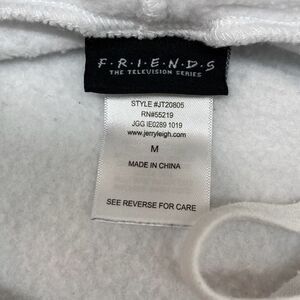 F·R·I·E·N·D·S
THE TELEVISION SERIES
STYLE #JT20805
RN#55219
JGG IE0289 1019
www.jerryleigh.com
M
MADE IN CHINA
SEE REVERSE FOR CARE